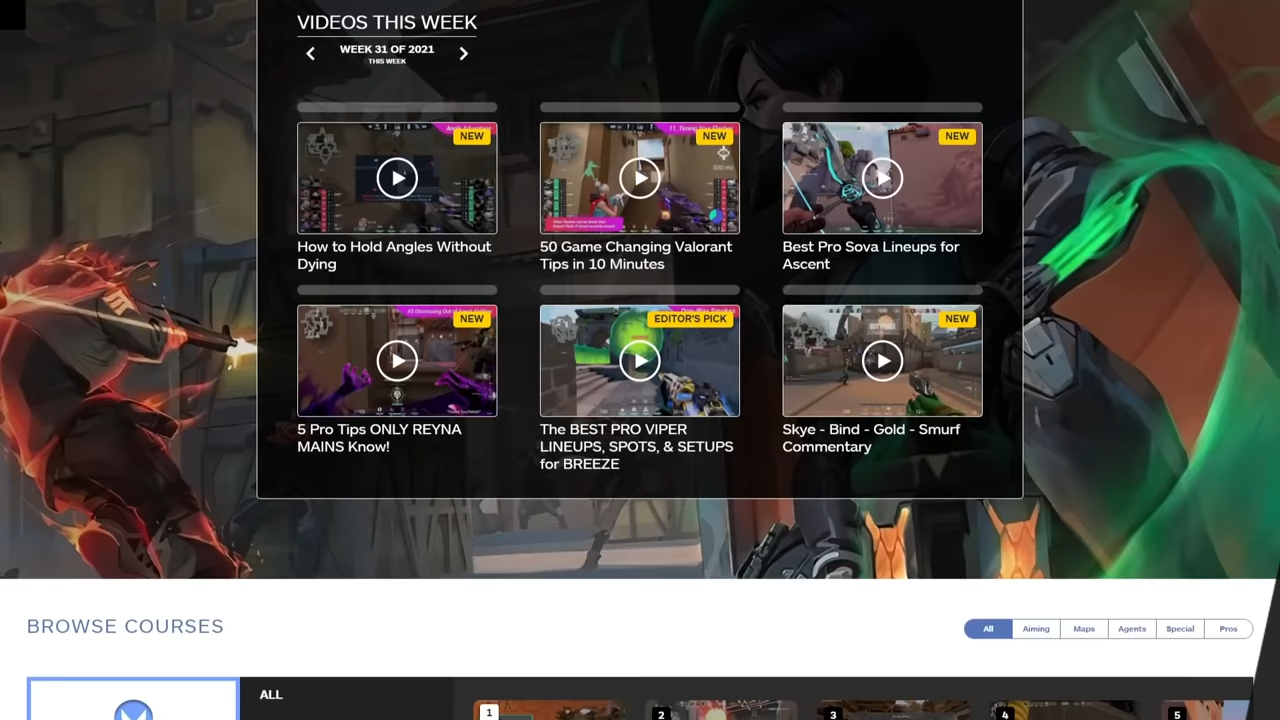 VIDEOS THIS WEEK
WEEK 31 OF 2021
THIS WEEK
NEW
NEW
NEW
How to Hold Angles Without
Dying
50 Game Changing Valorant
Tips in 10 Minutes
Best Pro Sova Lineups for
Ascent
NEW
EDITOR'S PICK
NEW
5 Pro Tips ONLY REYNA
MAINS Know!
The BEST PRO VIPER
LINEUPS, SPOTS, & SETUPS
for BREEZE
Skye - Bind - Gold - Smurf
Commentary
BROWSE COURSES
All
Aiming
Maps
Agents
Special
Pros
ALL
1
2
3
4
5